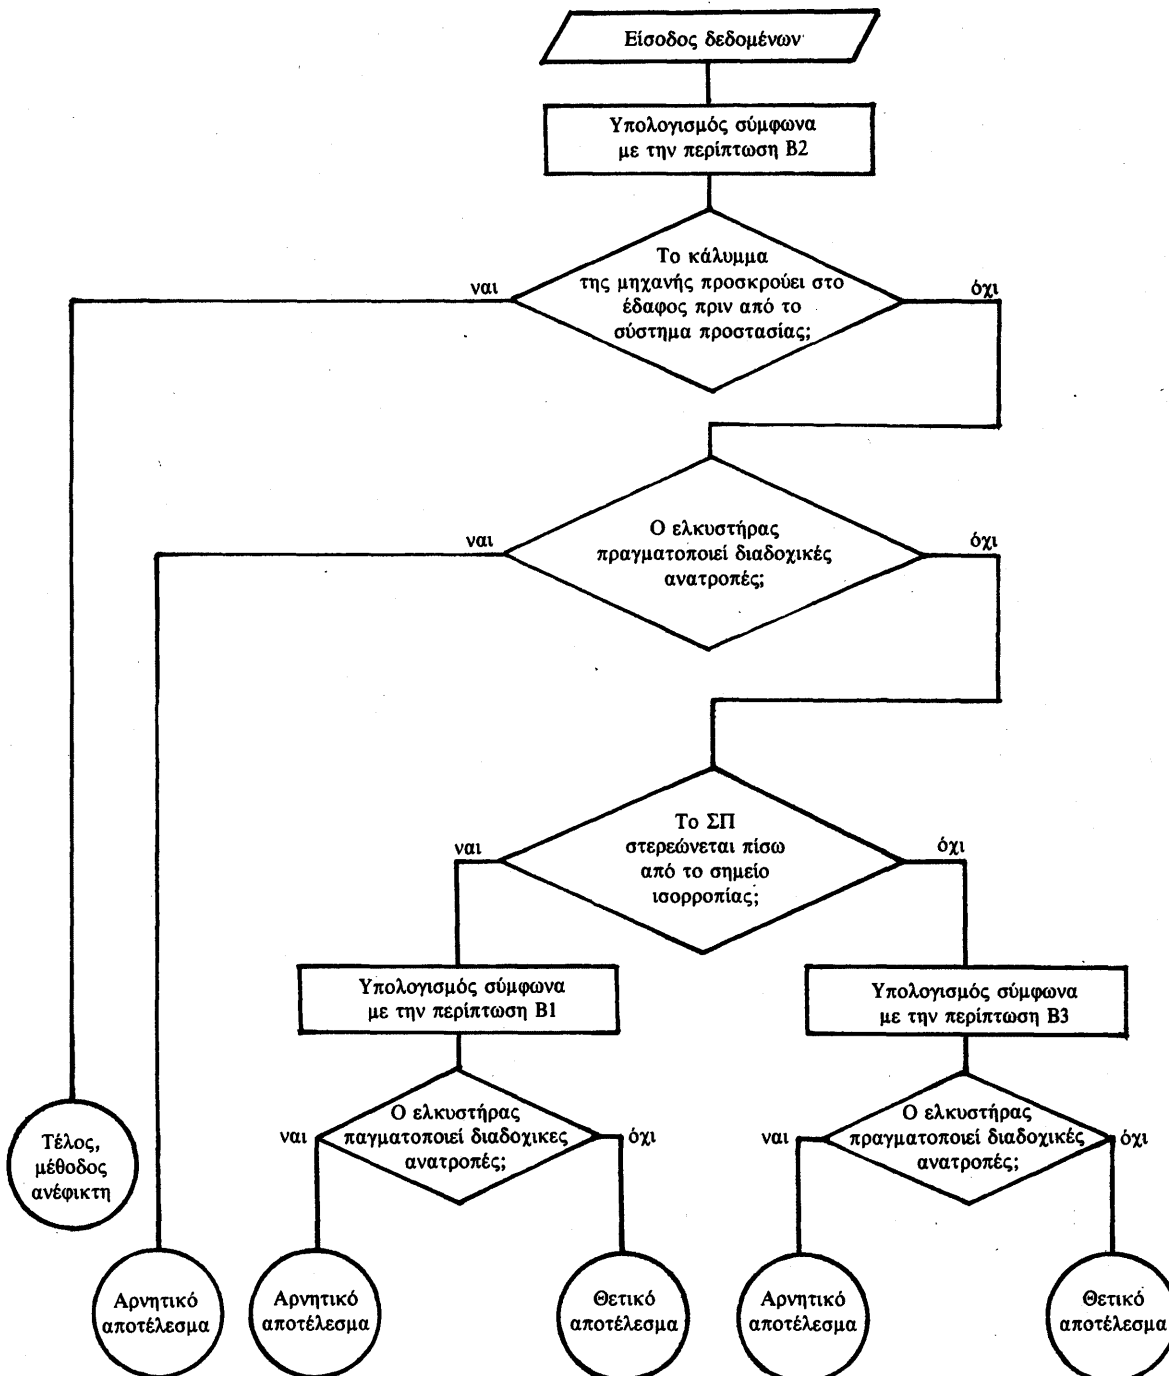 Είσοδος δεδομένων
Υπολογισμός σύμφωνα
με την περίπτωση Β2
Το κάλυμμα
της μηχανής προσκρούει στο
έδαφος πριν από το
σύστημα προστασίας;
ναι
όχι
Ο ελκυστήρας
πραγματοποιεί διαδοχικές
ανατροπές;
ναι
όχι
Το ΣΠ
στερεώνεται πίσω
από το σημείο
ισορροπίας;
ναι
όχι
Υπολογισμός σύμφωνα
με την περίπτωση Β1
Υπολογισμός σύμφωνα
με την περίπτωση Β3
Ο ελκυστήρας
παγματοποιεί διαδοχικες
ανατροπές;
ναι
όχι
Ο ελκυστήρας
πραγματοποιεί διαδοχικές
ανατροπές;
ναι
όχι
Τέλος,
μέθοδος
ανέφικτη
Αρνητικό
αποτέλεσμα
Αρνητικό
αποτέλεσμα
Θετικό
αποτέλεσμα
Αρνητικό
αποτέλεσμα
Θετικό
αποτέλεσμα